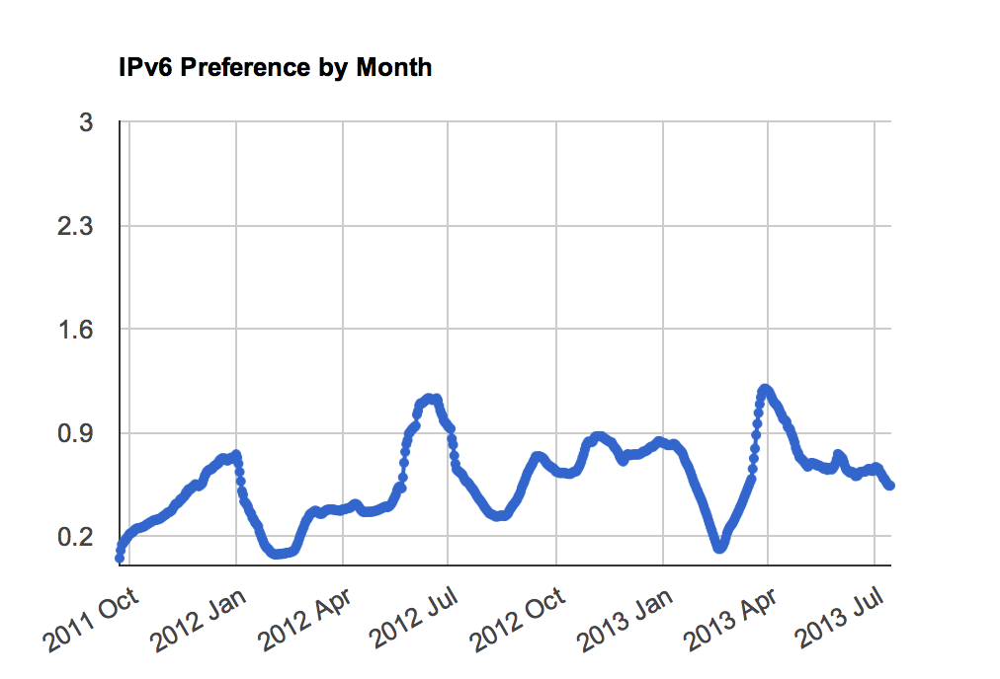 IPv6 Preference by Month
3
2.3
1.6
0.9
0.2
2011 Oct
2012 Jan
2012 Apr
2012 Jul
2012 Oct
2013 Jan
2013 Apr
2013 Jul